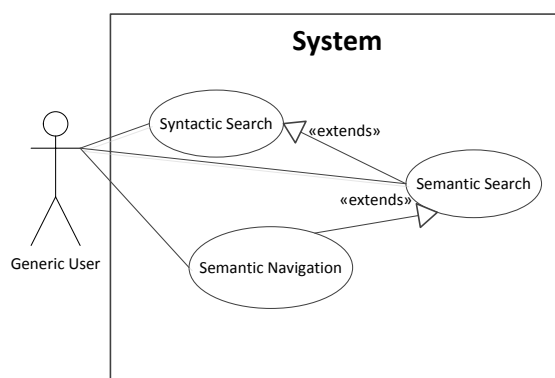 System
Syntactic Search
«extends»
Semantic Search
«extends»
Generic User
Semantic Navigation